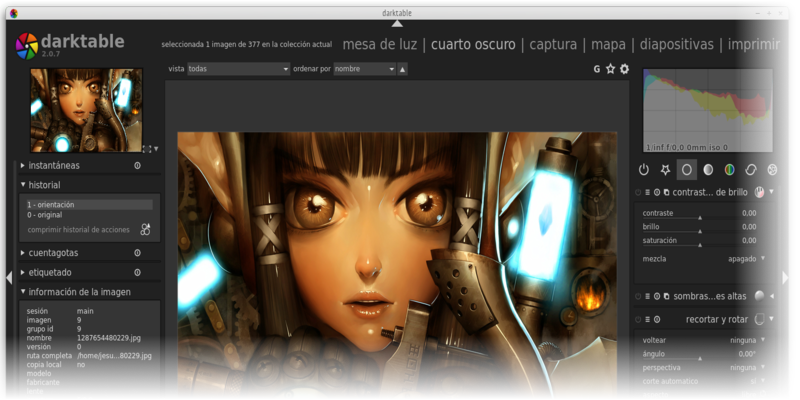 darktable
darktable
2.0.7
seleccionada 1 imagen de 377 en la colección actual
mesa de luz | cuarto oscuro | captura | mapa | diapositivas | imprimir
vista todas ordenar por nombre
G
1/inf f/0,0 0mm iso 0
instantáneas
historial
1 - orientación
0 - original
comprimir historial de acciones
cuentagotas
etiquetado
información de la imagen
sesión main
imagen 9
grupo id 9
nombre 1287654480229.jpg
versión 0
ruta completa /home/jesu...80229.jpg
copia local no
modelo
fabricante
contrast... de brillo
contraste 0,00
brillo 0,00
saturación 0,00
mezcla apagado
sombras...es altas
recortar y rotar
voltear ninguna
ángulo 0,00°
perspectiva ninguna
corte automatico sí